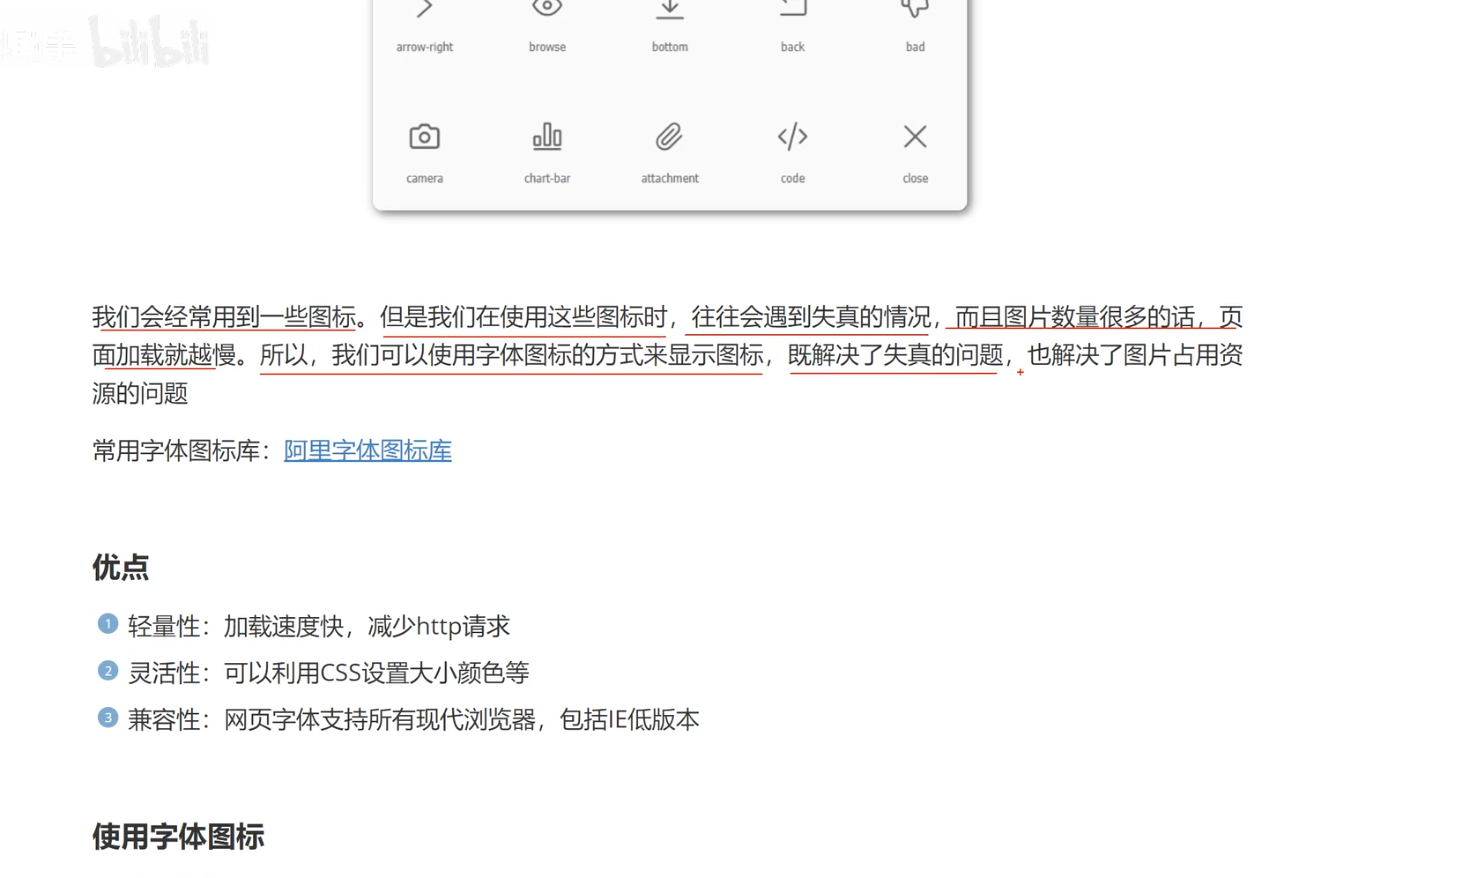 bilibili
arrow-right browse bottom back bad
camera chart-bar attachment code close
我们会经常用到一些图标。但是我们在使用这些图标时，往往会遇到失真的情况，而且图片数量很多的话，页
面加载就越慢。所以，我们可以使用字体图标的方式来显示图标，既解决了失真的问题，也解决了图片占用资
源的问题
常用字体图标库：阿里字体图标库
优点
1 轻量性：加载速度快，减少http请求
2 灵活性：可以利用CSS设置大小颜色等
3 兼容性：网页字体支持所有现代浏览器，包括IE低版本
使用字体图标